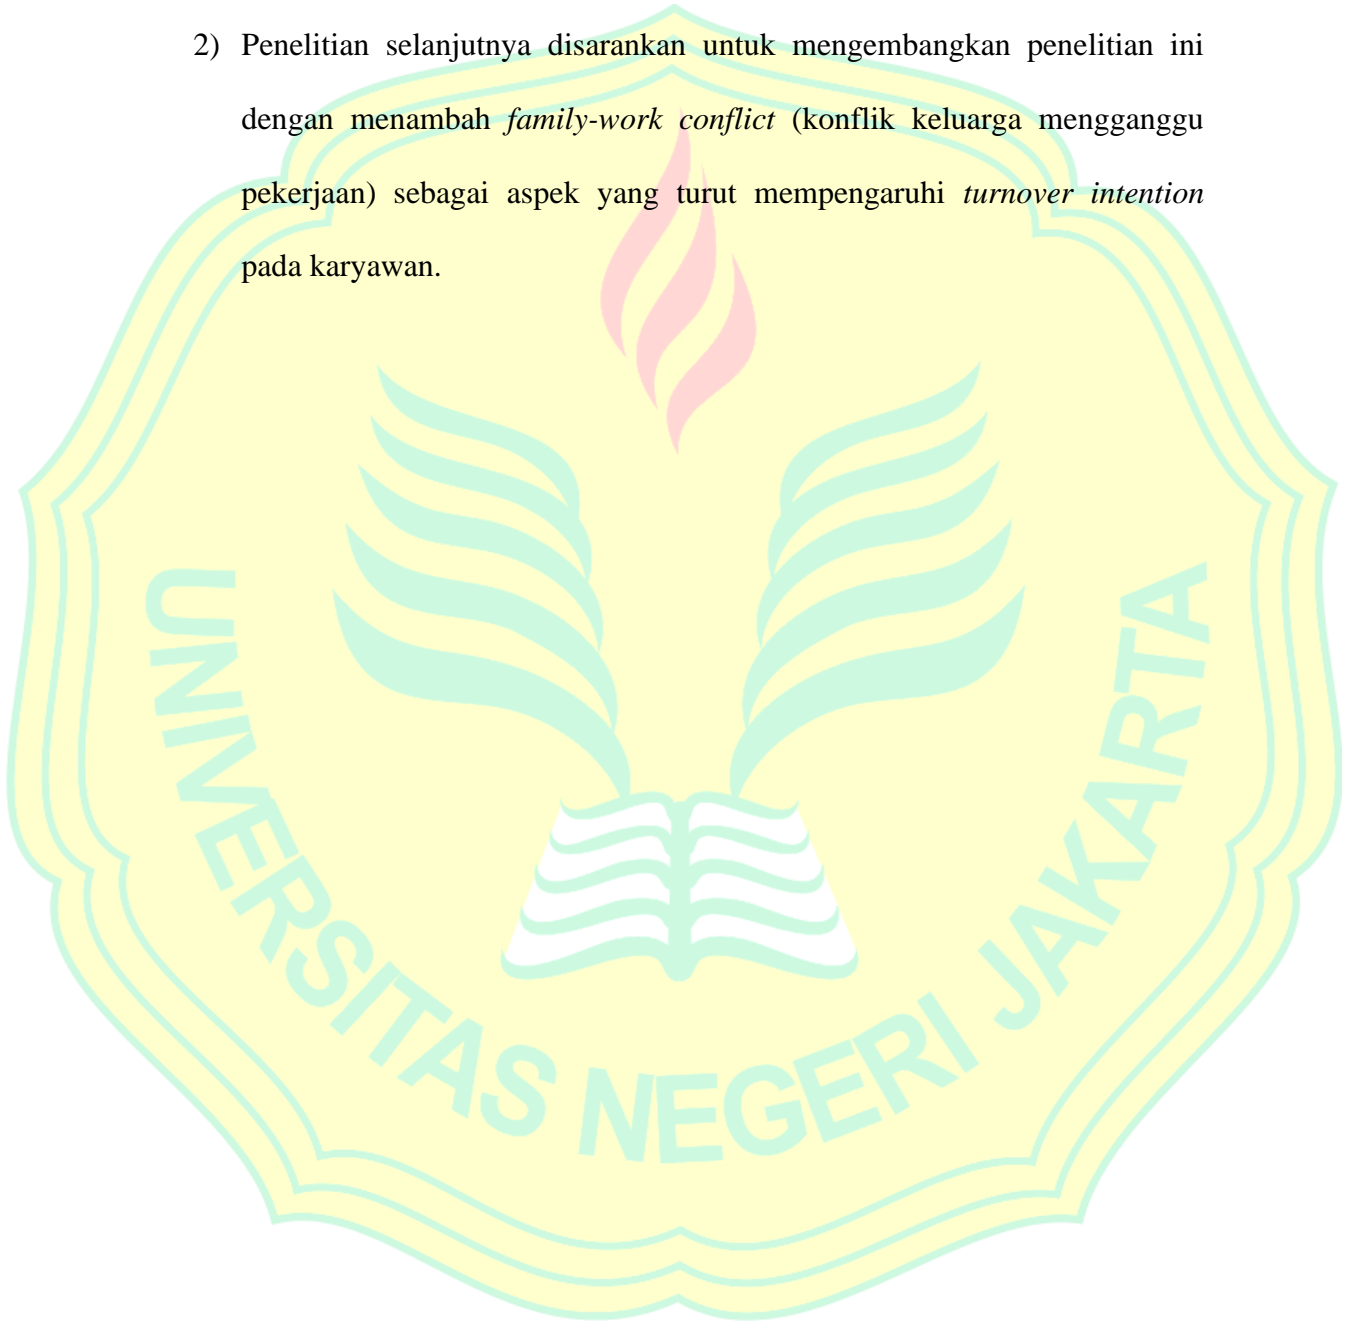 2) Penelitian selanjutnya disarankan untuk mengembangkan penelitian ini
dengan menambah family-work conflict (konflik keluarga mengganggu
pekerjaan) sebagai aspek yang turut mempengaruhi turnover intention
pada karyawan.
UNIVERSITAS NEGERI JAKARTA